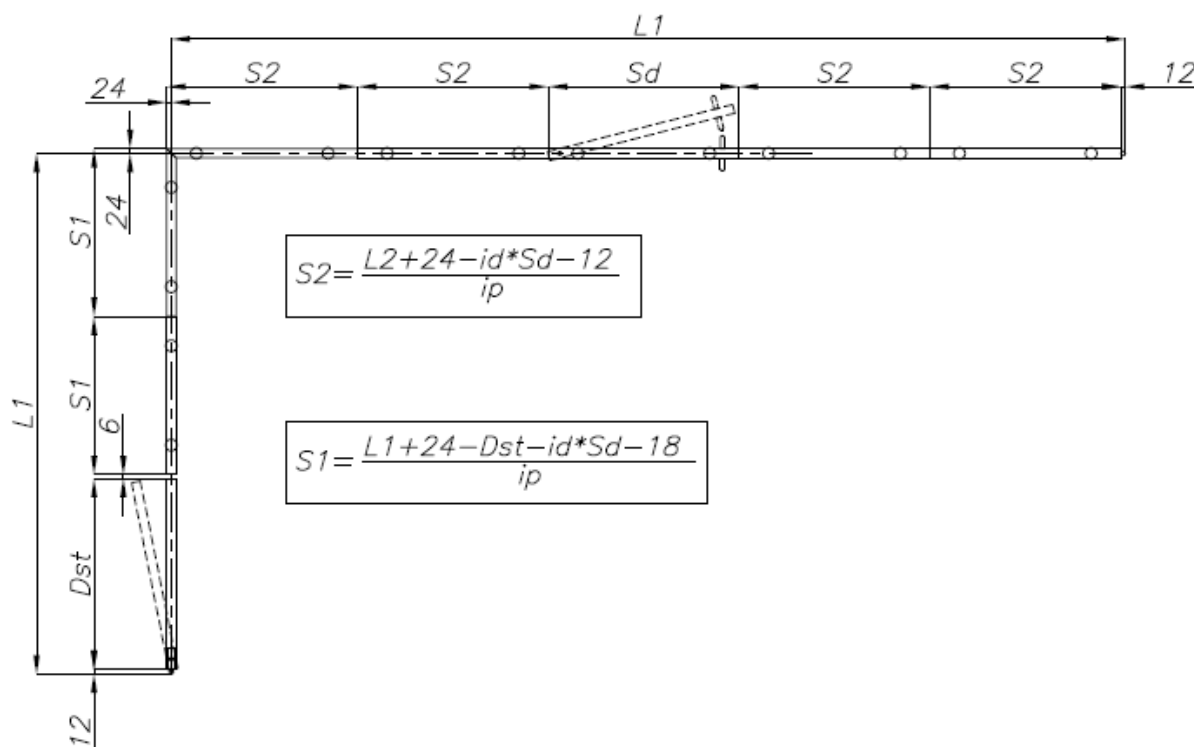 L1
24 S2 S2 Sd S2 S2 12
24
S1
S2= L2+24-id*Sd-12
ip
S1
L1
6
S1= L1+24-Dst-id*Sd-18
ip
Dst
12